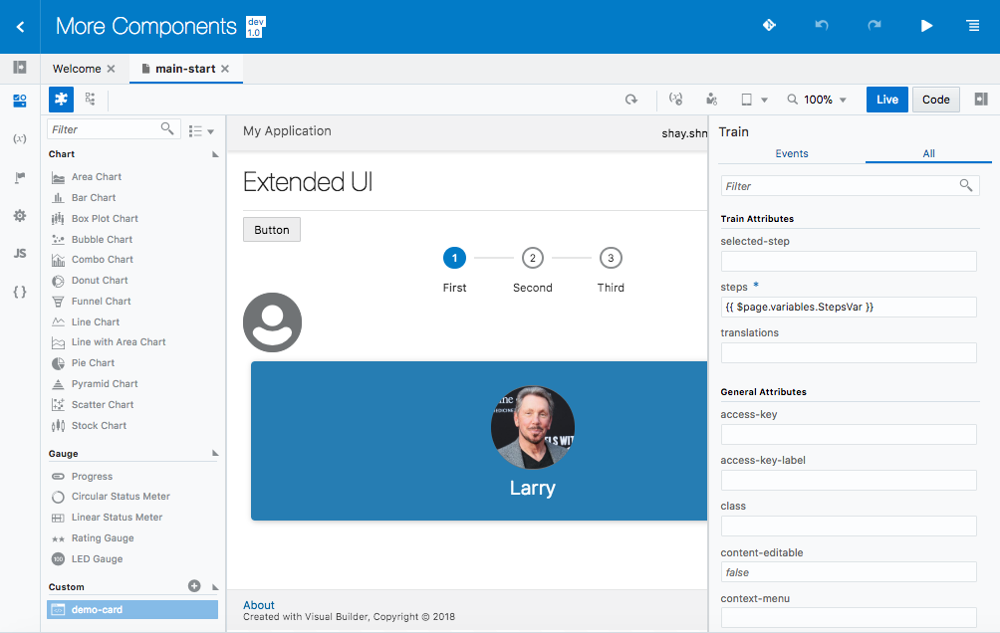 More Components dev 1.0
Welcome
main-start
100%
Live
Code
Filter
Chart
Area Chart
Bar Chart
Box Plot Chart
Bubble Chart
Combo Chart
Donut Chart
Funnel Chart
Line Chart
Line with Area Chart
Pie Chart
Pyramid Chart
Scatter Chart
Stock Chart
Gauge
Progress
Circular Status Meter
Linear Status Meter
Rating Gauge
100 LED Gauge
Custom
demo-card
(x)
JS
{ }
My Application
shay.shn
Extended UI
Button
1
2
3
First
Second
Third
Larry
About
Created with Visual Builder, Copyright © 2018
Train
Events
All
Filter
Train Attributes
selected-step
steps *
{{ $page.variables.StepsVar }}
translations
General Attributes
access-key
access-key-label
class
content-editable
false
context-menu